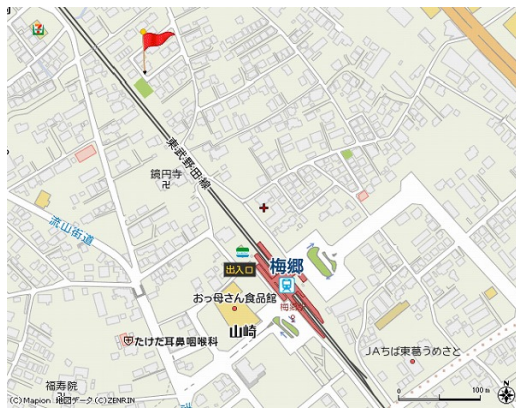 東武野田線
鏡円寺
流山街道
梅郷
出入口
おっ母さん食品館
山崎
たけだ耳鼻咽喉科
JAちば東葛うめさと
福寿院
100m
(C)Mapion 地図データ(C)ZENRIN